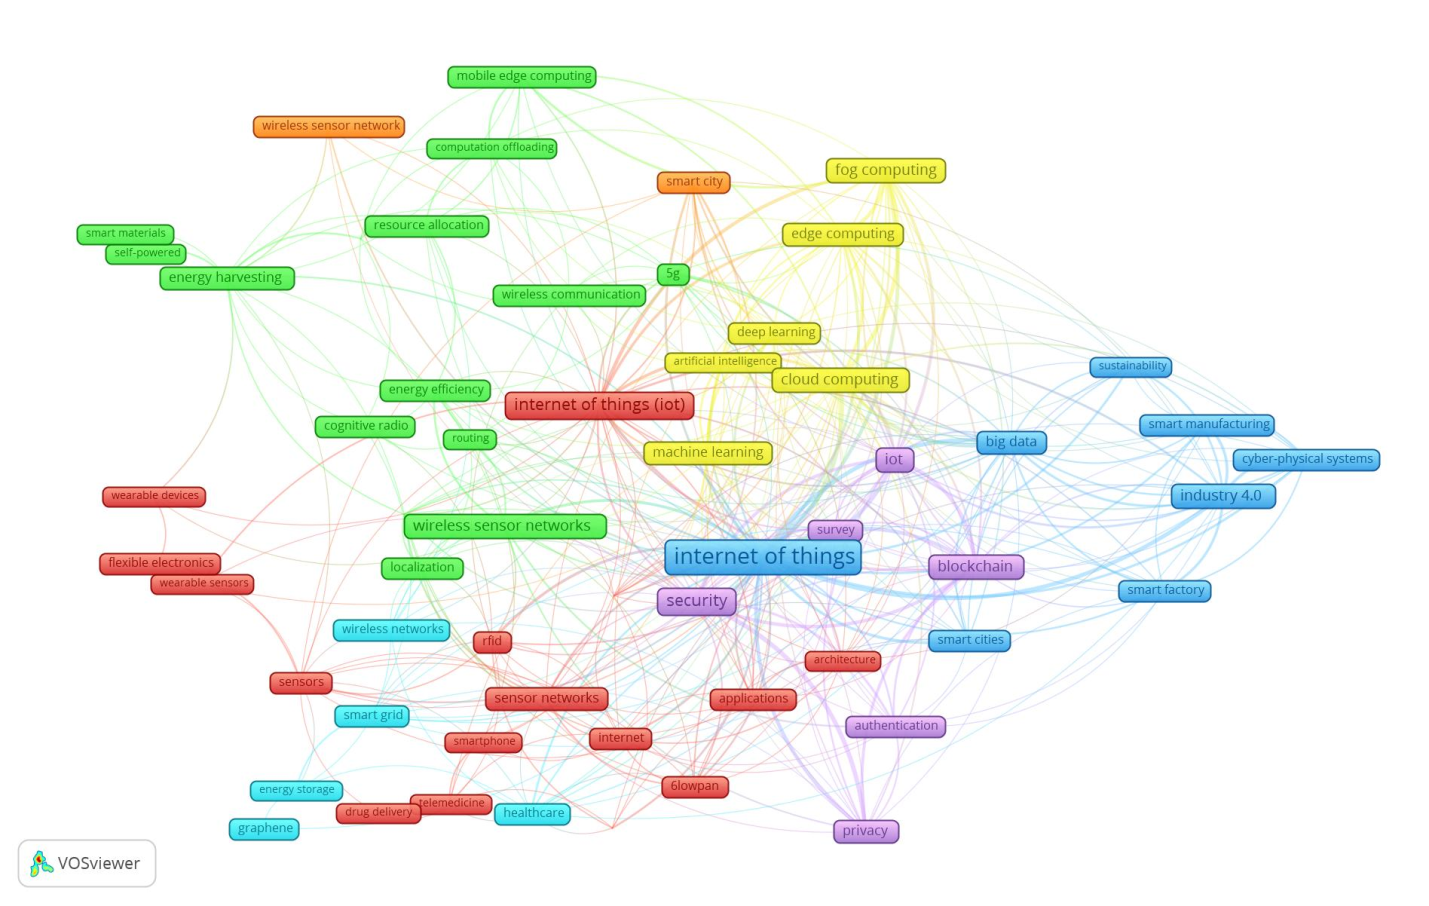 mobile edge computing
wireless sensor network
computation offloading
fog computing
smart city
resource allocation
smart materials
edge computing
self-powered
5g
energy harvesting
wireless communication
deep learning
artificial intelligence
sustainability
cloud computing
energy efficiency
internet of things (iot)
cognitive radio
smart manufacturing
routing
big data
machine learning
iot
cyber-physical systems
wearable devices
industry 4.0
wireless sensor networks
survey
internet of things
flexible electronics
localization
blockchain
wearable sensors
smart factory
security
wireless networks
rfid
smart cities
architecture
sensors
sensor networks
applications
smart grid
authentication
smartphone
internet
6lowpan
energy storage
telemedicine
drug delivery
healthcare
graphene
privacy
VOSviewer